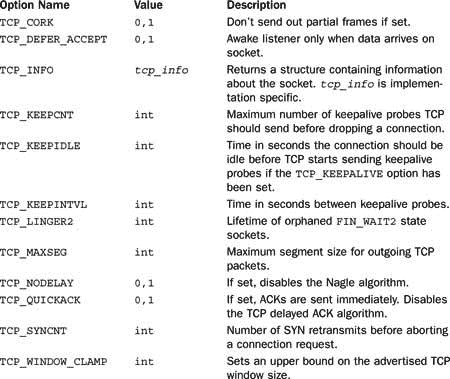 Option Name Value Description
TCP_CORK 0,1 Don't send out partial frames if set.
TCP_DEFER_ACCEPT 0,1 Awake listener only when data arrives on
socket.
TCP_INFO tcp_info Returns a structure containing information
about the socket. tcp_info is implemen-
tation specific.
TCP_KEEPCNT int Maximum number of keepalive probes TCP
should send before dropping a connection.
TCP_KEEPIDLE int Time in seconds the connection should be
idle before TCP starts sending keepalive
probes if the TCP_KEEPALIVE option has
been set.
TCP_KEEPINTVL int Time in seconds between keepalive probes.
TCP_LINGER2 int Lifetime of orphaned FIN_WAIT2 state
sockets.
TCP_MAXSEG int Maximum segment size for outgoing TCP
packets.
TCP_NODELAY 0,1 If set, disables the Nagle algorithm.
TCP_QUICKACK 0,1 If set, ACKs are sent immediately. Disables
the TCP delayed ACK algorithm.
TCP_SYNCNT int Number of SYN retransmits before aborting
a connection request.
TCP_WINDOW_CLAMP int Sets an upper bound on the advertised TCP
window size.